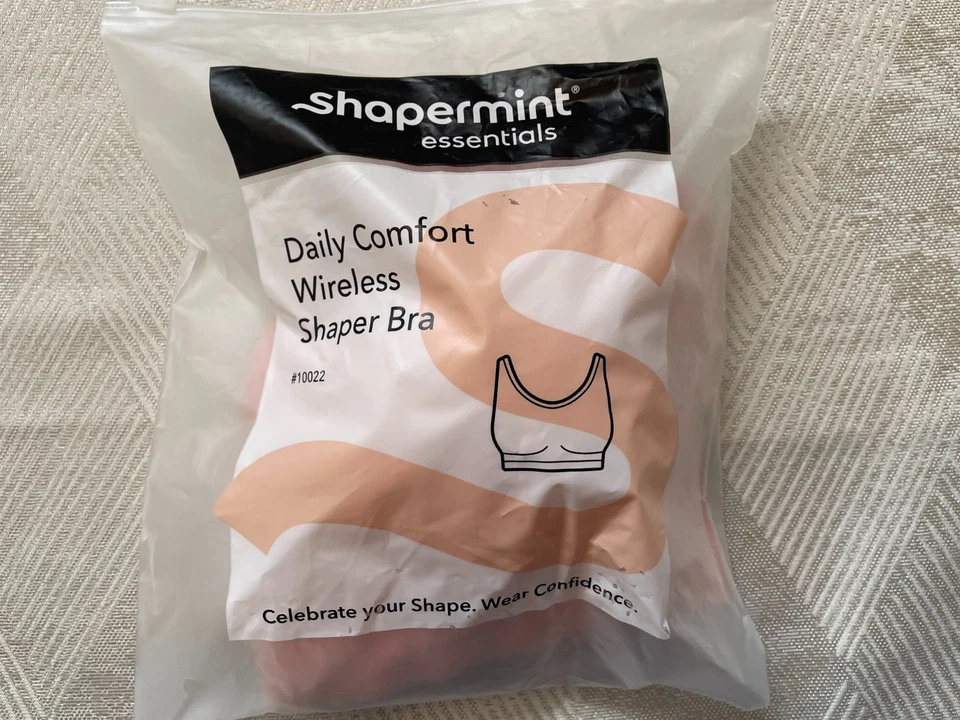 Shapermint®
essentials
Daily Comfort
Wireless
Shaper Bra
#10022
Celebrate your Shape. Wear Confidence.